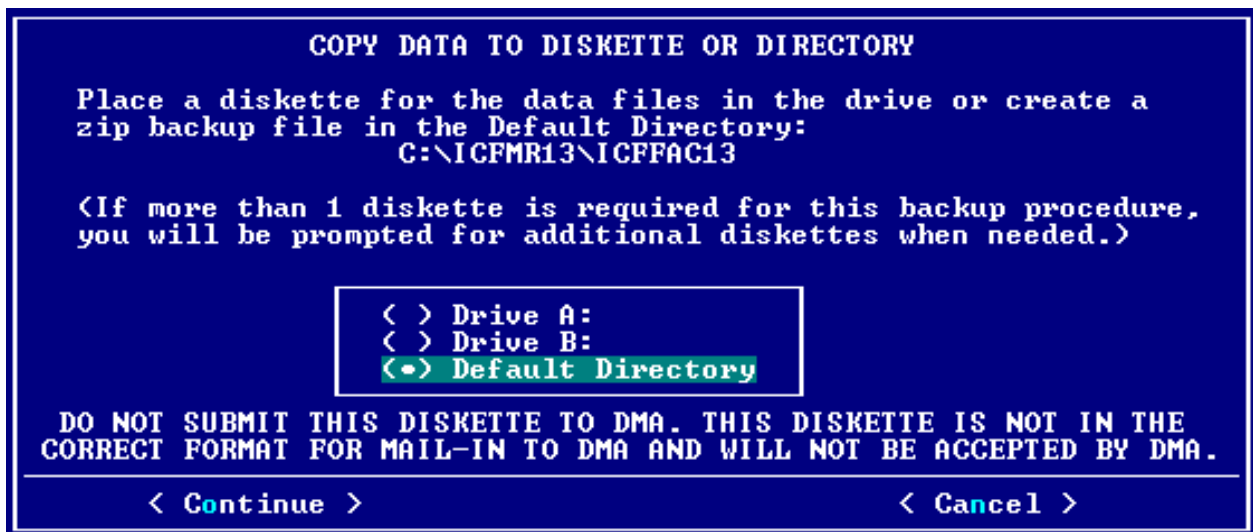 COPY DATA TO DISKETTE OR DIRECTORY
Place a diskette for the data files in the drive or create a
zip backup file in the Default Directory:
C:\ICFMR13\ICFFAC13
(If more than 1 diskette is required for this backup procedure,
you will be prompted for additional diskettes when needed.)
( ) Drive A:
( ) Drive B:
(•) Default Directory
DO NOT SUBMIT THIS DISKETTE TO DMA. THIS DISKETTE IS NOT IN THE
CORRECT FORMAT FOR MAIL-IN TO DMA AND WILL NOT BE ACCEPTED BY DMA.
< Continue > < Cancel >